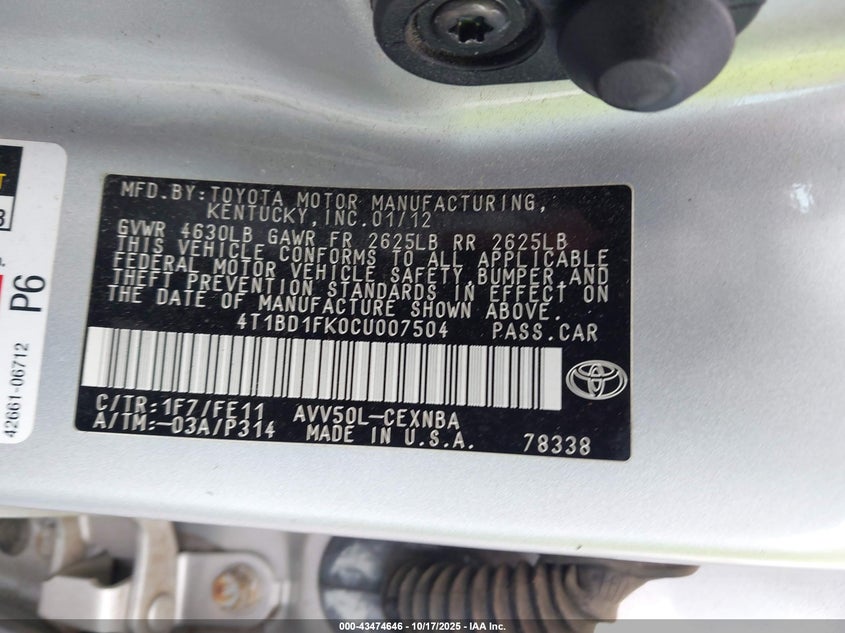 MFD.BY:TOYOTA MOTOR MANUFACTURING,
KENTUCKY,INC.01/12
GVWR 4630LB GAWR FR 2625LB RR 2625LB
THIS VEHICLE CONFORMS TO ALL APPLICABLE
FEDERAL MOTOR VEHICLE SAFETY,BUMPER,AND
THEFT PREVENTION STANDARDS IN EFFECT ON
THE DATE OF MANUFACTURE SHOWN ABOVE.
4T1BD1FK0CU007504 PASS.CAR
C/TR:1F7/FE11 AVV50L-CEXNBA
A/TM:-03A/P314 MADE IN U.S.A. 78338
P6
42661-06712
000-43474646 | 10/17/2025 | IAA Inc.